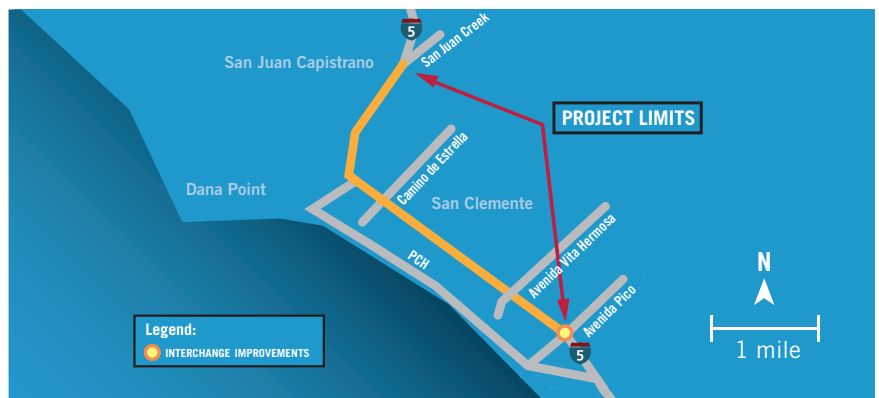 5
San Juan Creek
San Juan Capistrano
PROJECT LIMITS
Camino de Estrella
Dana Point
San Clemente
Avenida Vita Hermosa
PCH
N
Avenida Pico
Legend:
INTERCHANGE IMPROVEMENTS
5
1 mile